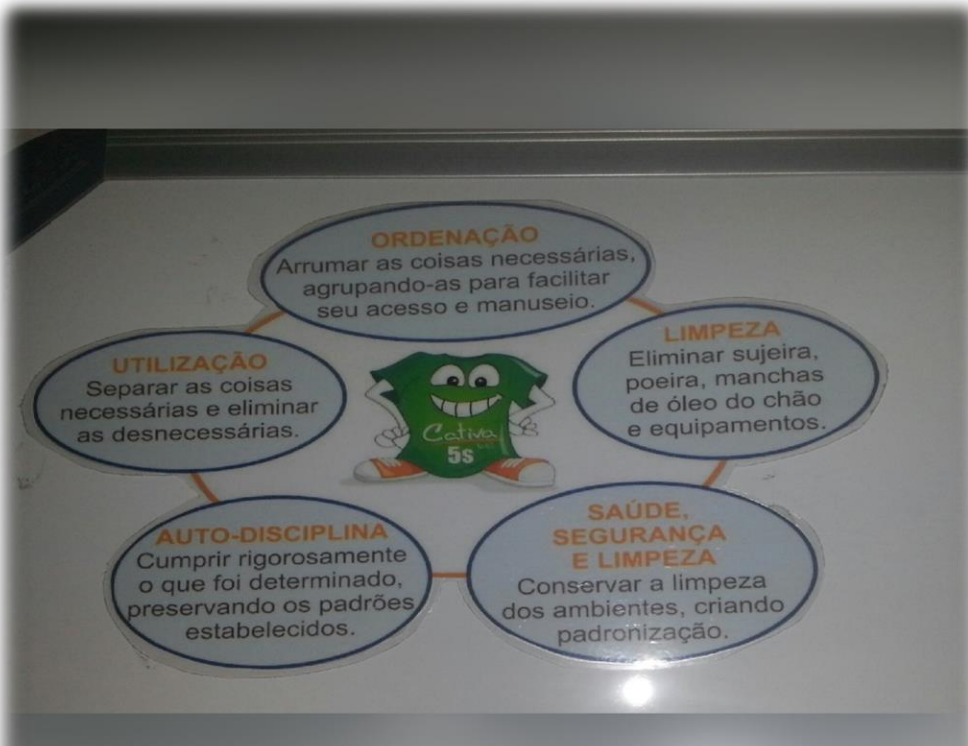 ORDENAÇÃO
Arrumar as coisas necessárias,
agrupando-as para facilitar
seu acesso e manuseio.
LIMPEZA
Eliminar sujeira,
poeira, manchas
de óleo do chão
e equipamentos.
UTILIZAÇÃO
Separar as coisas
necessárias e eliminar
as desnecessárias.
Cativa
5s
AUTO-DISCIPLINA
Cumprir rigorosamente
o que foi determinado,
preservando os padrões
estabelecidos.
SAÚDE,
SEGURANÇA
E LIMPEZA
Conservar a limpeza
dos ambientes, criando
padronização.